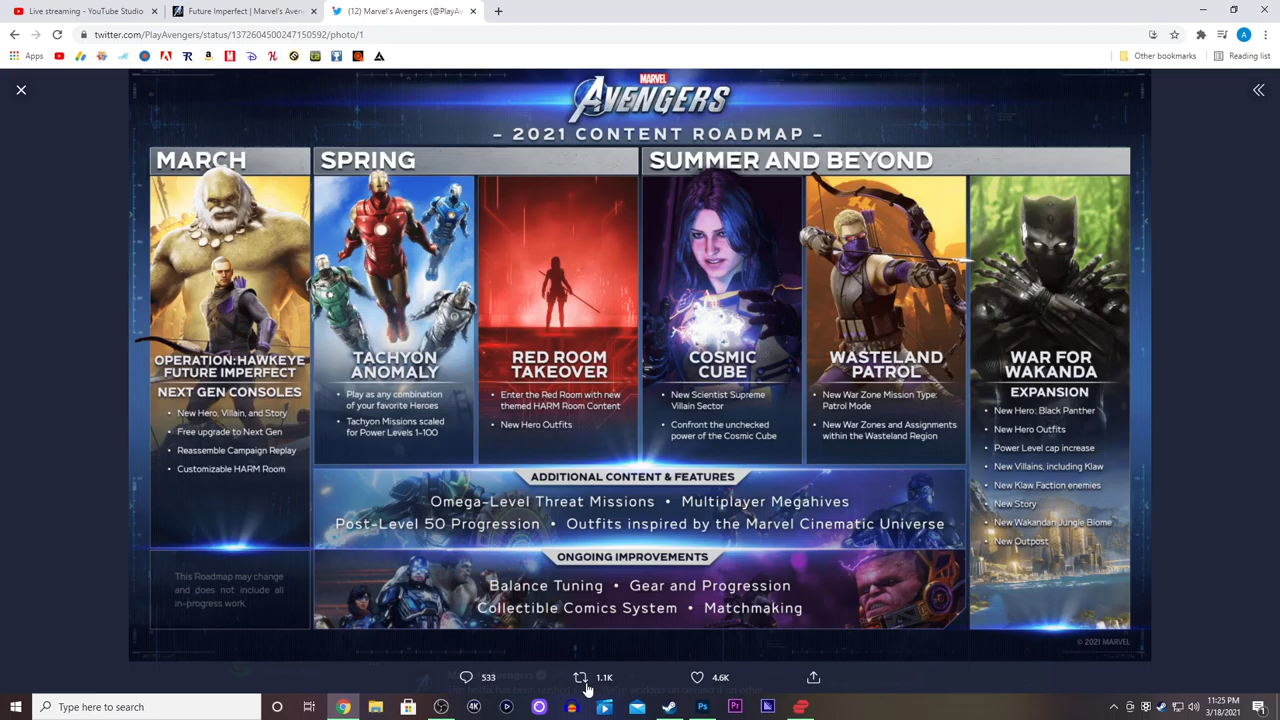 Live streaming - YouTube Studio
Future Imperfect | Marvel's Aven
(12) Marvel's Avengers (@PlayAv
twitter.com/PlayAvengers/status/1372604500247150592/photo/1
Apps
Other bookmarks
Reading list
MARVEL
AVENGERS
- 2021 CONTENT ROADMAP -
MARCH
SPRING
SUMMER AND BEYOND
OPERATION: HAWKEYE
FUTURE IMPERFECT
NEXT GEN CONSOLES
• New Hero, Villain, and Story
• Free upgrade to Next Gen
• Reassemble Campaign Replay
• Customizable HARM Room
TACHYON
ANOMALY
• Play as any combination
of your favorite Heroes
• Tachyon Missions scaled
for Power Levels 1-100
RED ROOM
TAKEOVER
• Enter the Red Room with new
themed HARM Room Content
• New Hero Outfits
COSMIC
CUBE
• New Scientist Supreme
Villain Sector
• Confront the unchecked
power of the Cosmic Cube
WASTELAND
PATROL
• New War Zone Mission Type:
Patrol Mode
• New War Zones and Assignments
within the Wasteland Region
WAR FOR
WAKANDA
EXPANSION
• New Hero: Black Panther
• New Hero Outfits
• Power Level cap increase
• New Villains, including Klaw
• New Klaw Faction enemies
• New Story
• New Wakandan Jungle Biome
• New Outpost
ADDITIONAL CONTENT & FEATURES
Omega-Level Threat Missions • Multiplayer Megahives
Post-Level 50 Progression • Outfits inspired by the Marvel Cinematic Universe
ONGOING IMPROVEMENTS
Balance Tuning • Gear and Progression
Collectible Comics System • Matchmaking
This Roadmap may change
and does not include all
in-progress work.
© 2021 MARVEL
533
1.1K
4.6K
Type here to search
4K
Ps
Pr
11:25 PM
3/18/2021